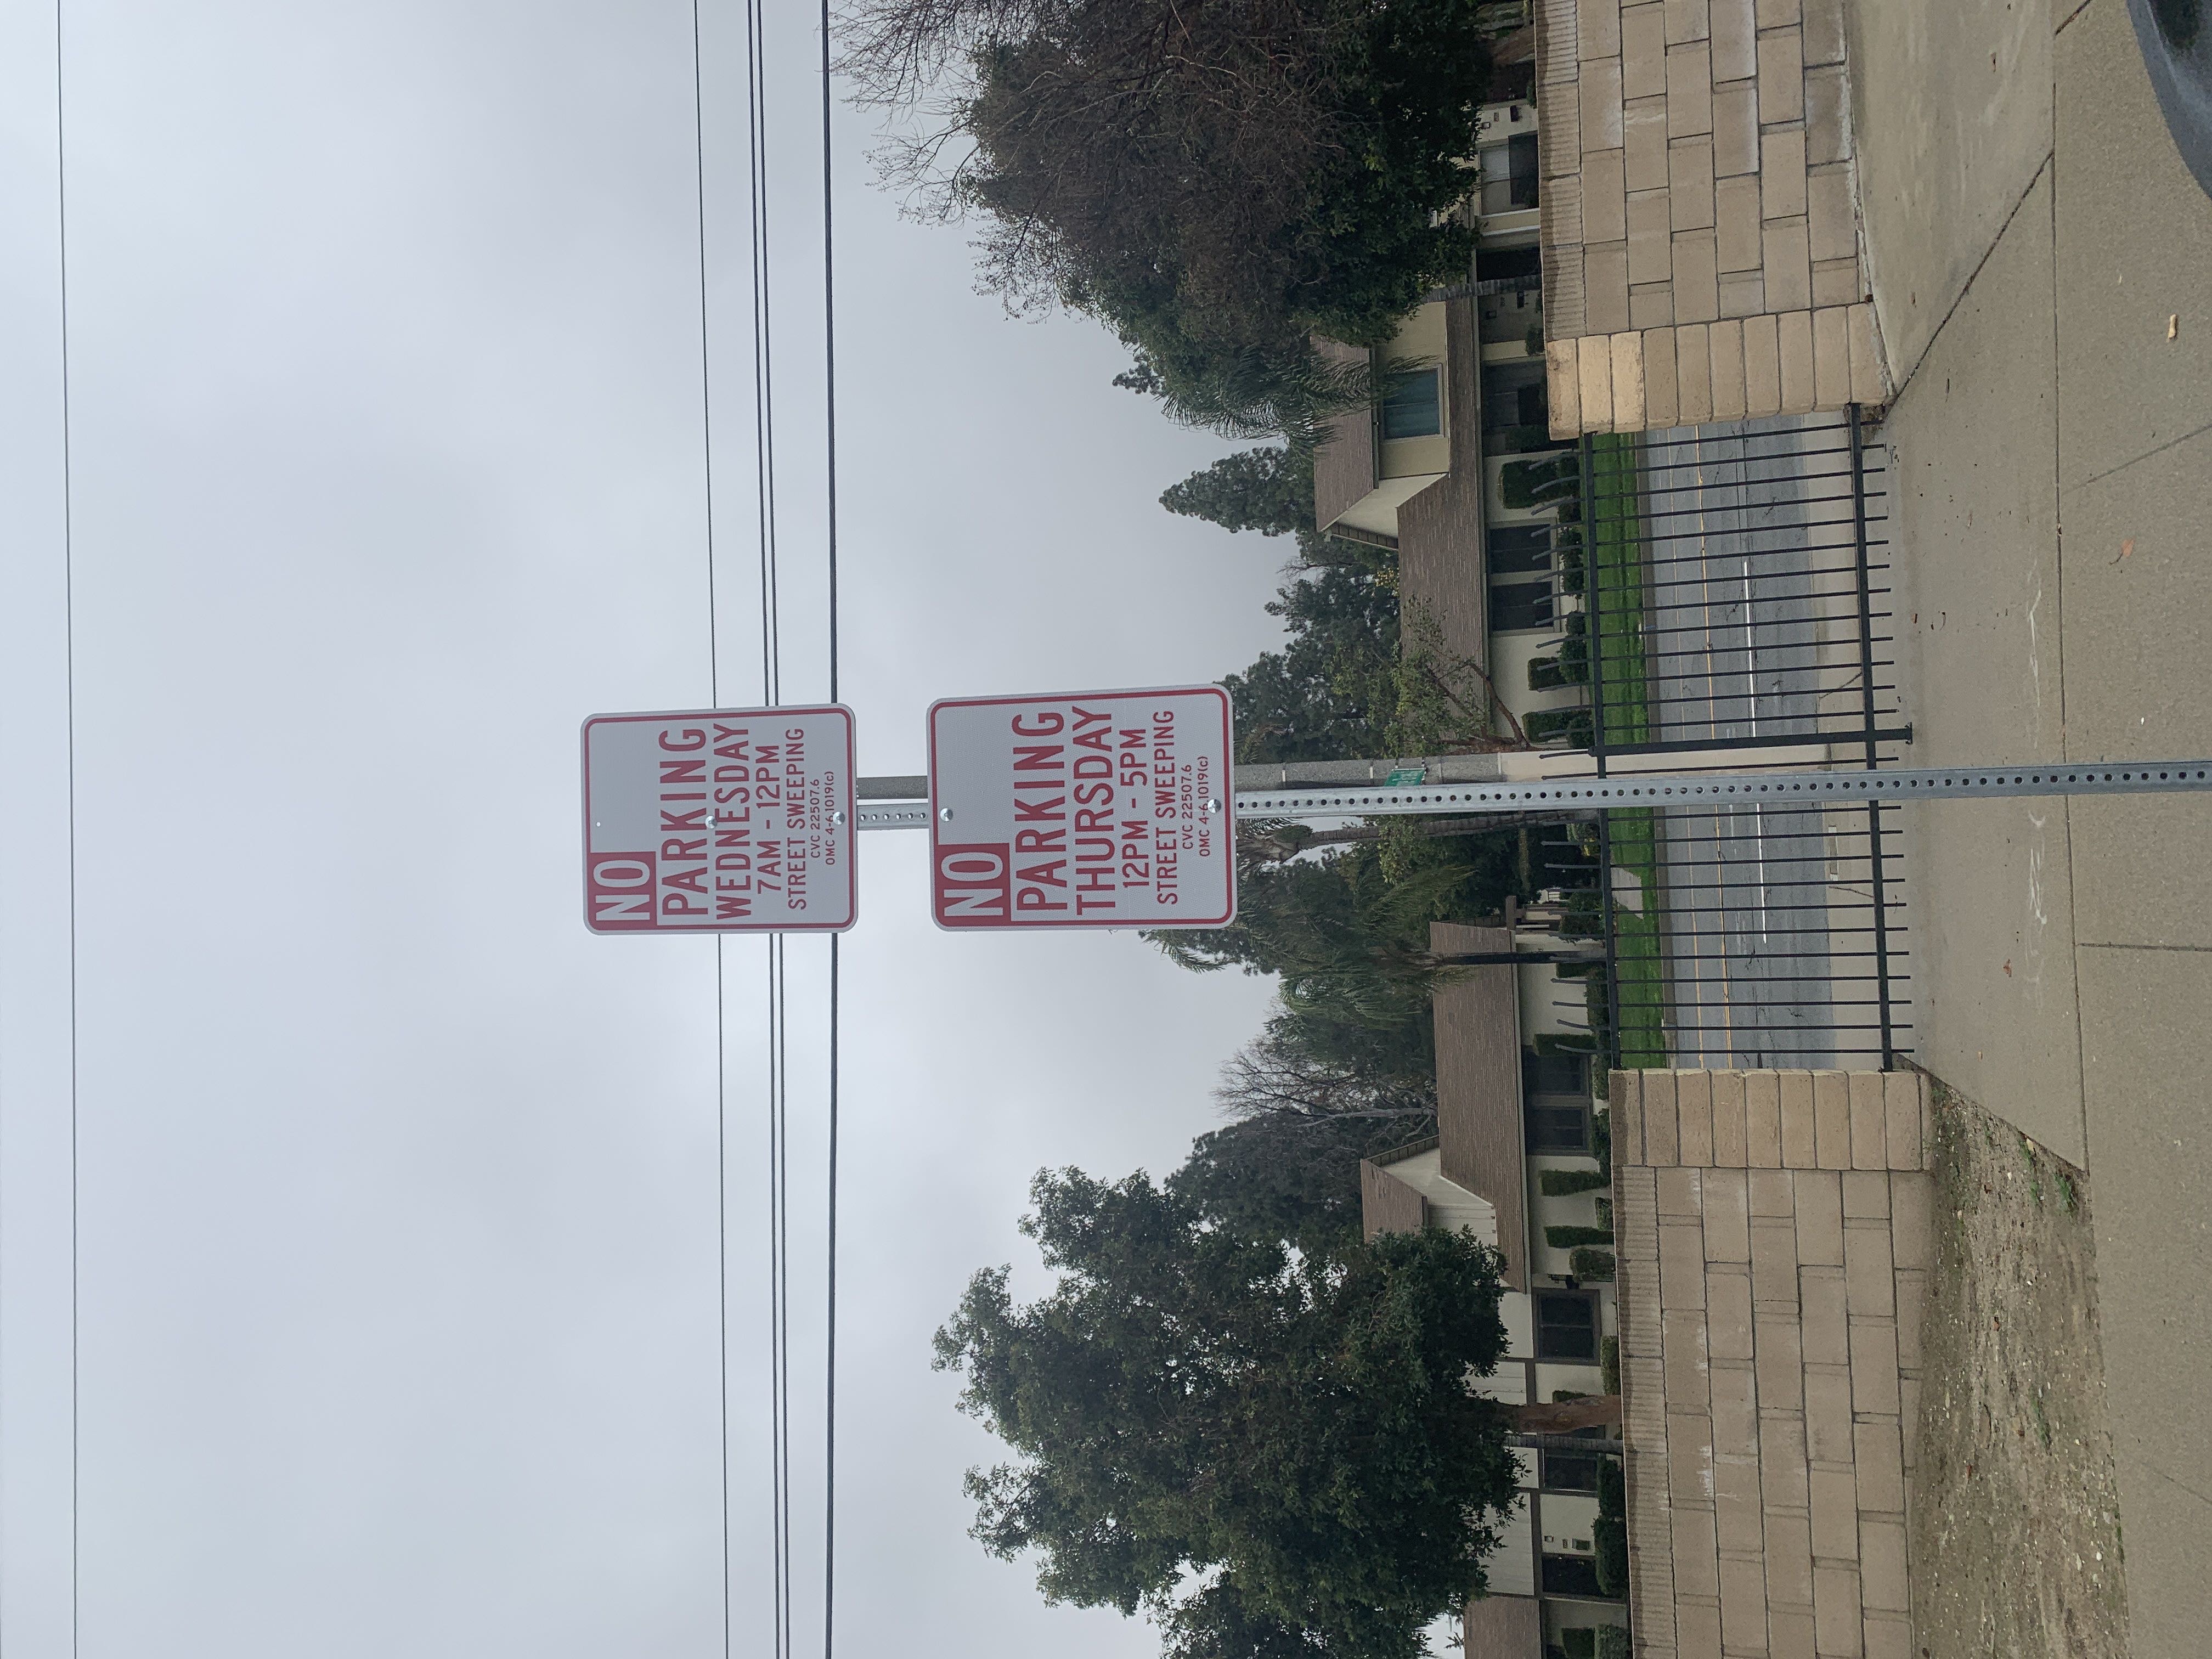 NO
PARKING
WEDNESDAY
7AM - 12PM
STREET SWEEPING
CVC 22507.6
OMC 4-6.1019(c)
NO
PARKING
THURSDAY
12PM - 5PM
STREET SWEEPING
CVC 22507.6
OMC 4-6.1019(c)